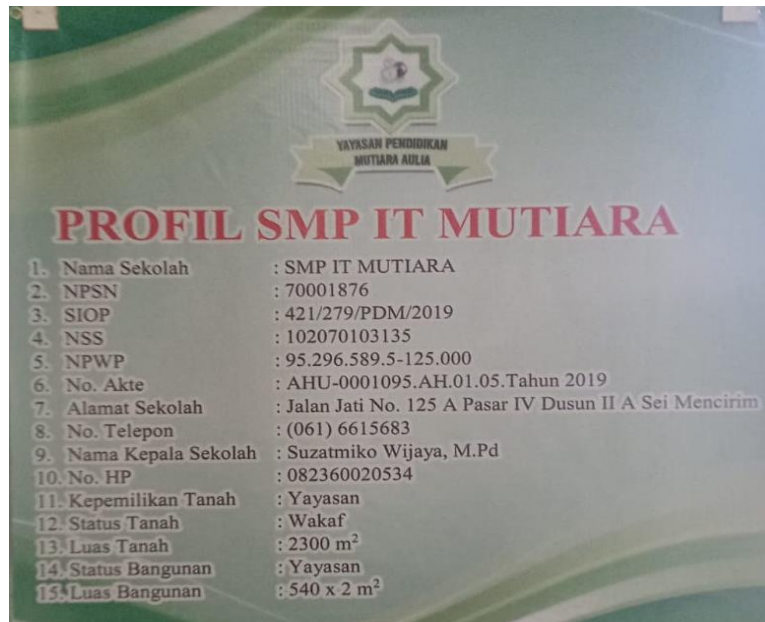 YAYASAN PENDIDIKAN
MUTIARA AULIA
PROFIL SMP IT MUTIARA
1. Nama Sekolah : SMP IT MUTIARA
2. NPSN : 70001876
3. SIOP : 421/279/PDM/2019
4. NSS : 102070103135
5. NPWP : 95.296.589.5-125.000
6. No. Akte : AHU-0001095.AH.01.05.Tahun 2019
7. Alamat Sekolah : Jalan Jati No. 125 A Pasar IV Dusun II A Sei Mencirim
8. No. Telepon : (061) 6615683
9. Nama Kepala Sekolah : Suzatmiko Wijaya, M.Pd
10. No. HP : 082360020534
11. Kepemilikan Tanah : Yayasan
12. Status Tanah : Wakaf
13. Luas Tanah : 2300 m²
14. Status Bangunan : Yayasan
15. Luas Bangunan : 540 x 2 m²